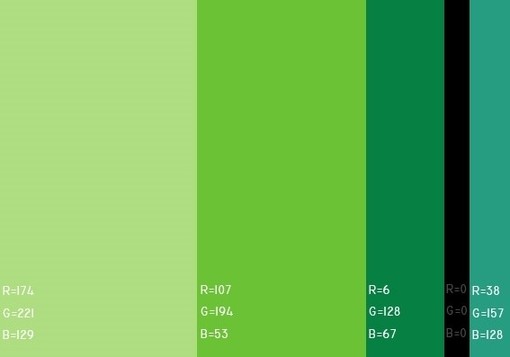 R=174
G=221
B=129
R=107
G=194
B=53
R=6
G=128
B=67
R=0
G=0
B=0
R=38
G=157
B=128